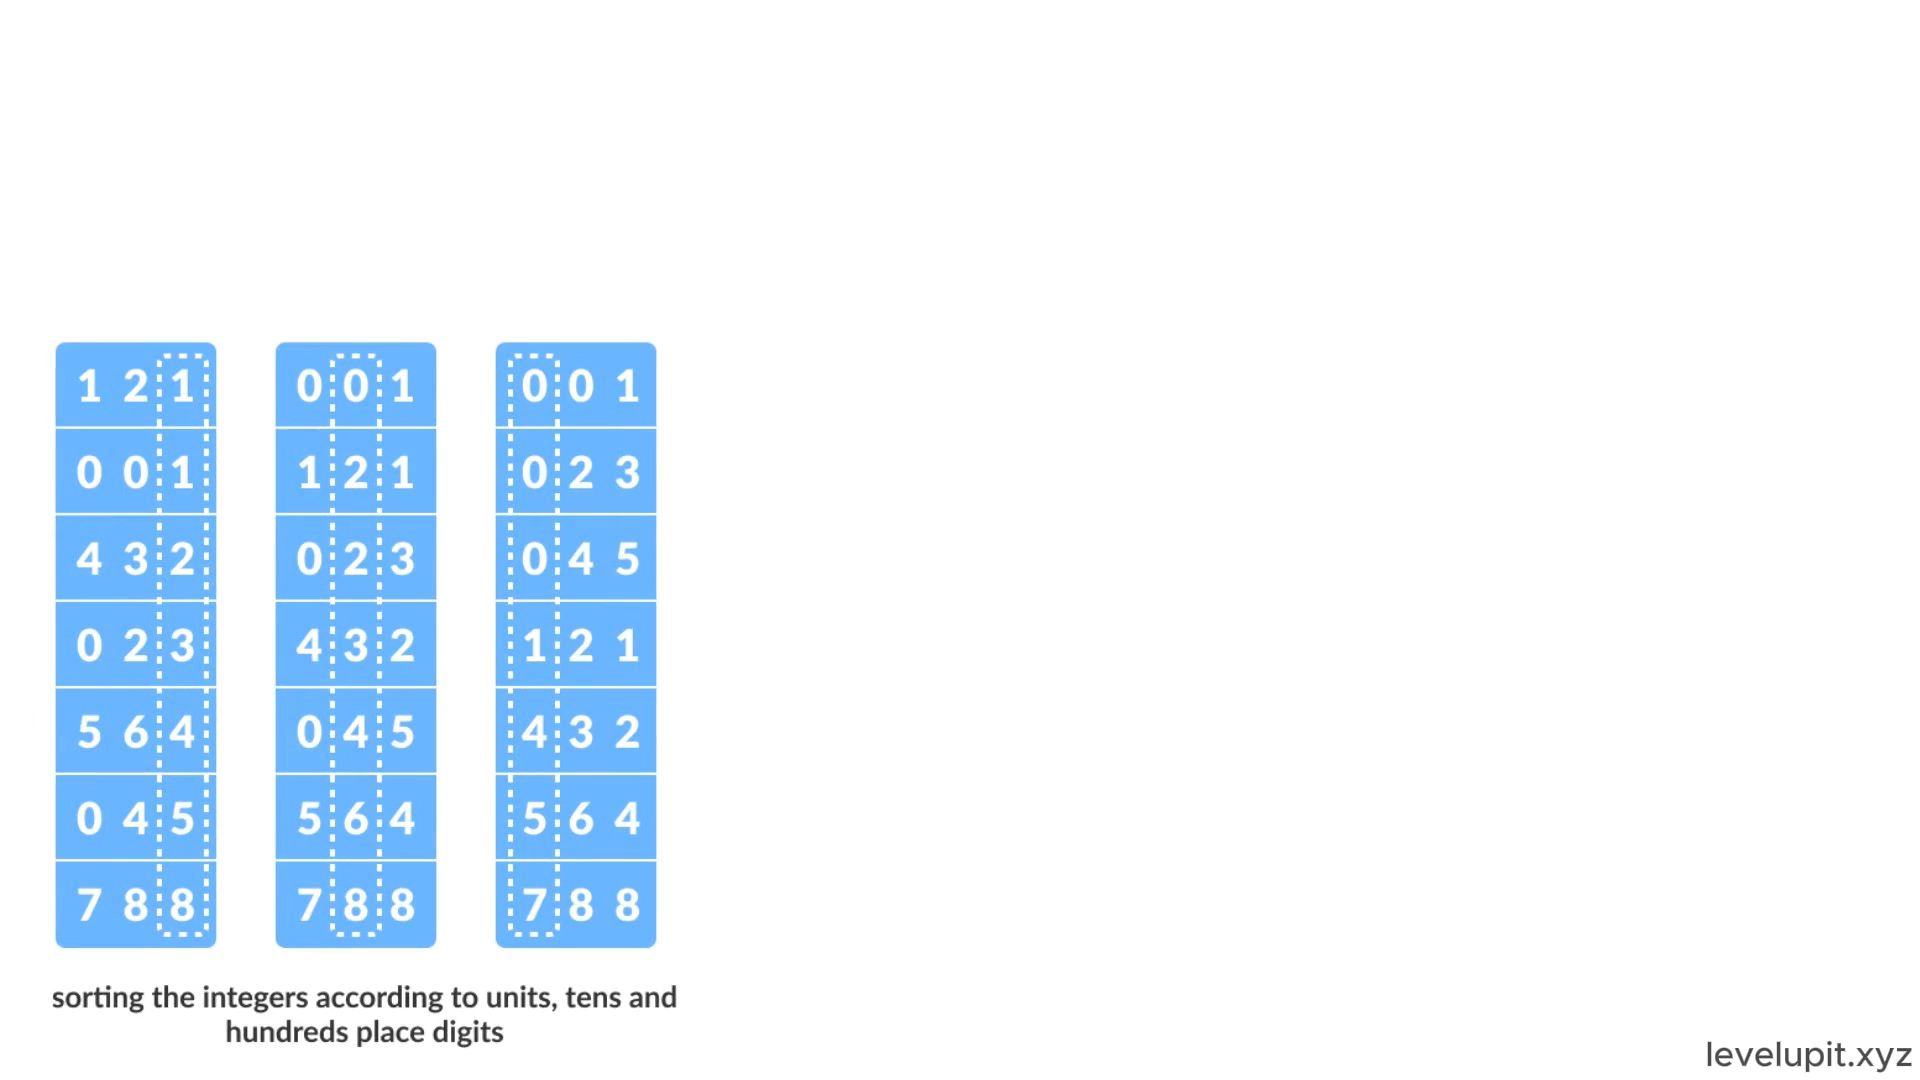 1 2 1
0 0 1
4 3 2
0 2 3
5 6 4
0 4 5
7 8 8
0 0 1
1 2 1
0 2 3
4 3 2
0 4 5
5 6 4
7 8 8
0 0 1
0 2 3
0 4 5
1 2 1
4 3 2
5 6 4
7 8 8
sorting the integers according to units, tens and
hundreds place digits
levelupit.xyz